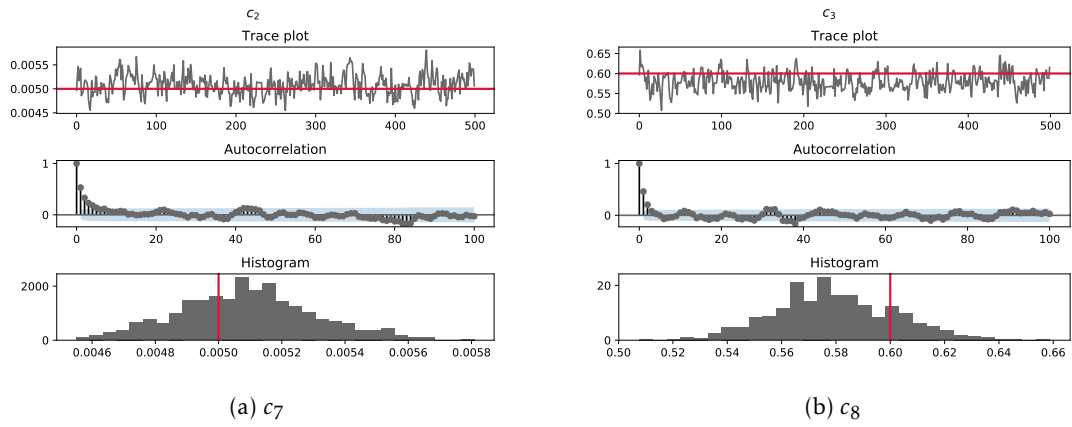 c₂
Trace plot
0.0055
0.0050
0.0045
0 100 200 300 400 500
Autocorrelation
1
0
0 20 40 60 80 100
Histogram
2000
0
0.0046 0.0048 0.0050 0.0052 0.0054 0.0056 0.0058
(a) c₇
c₃
Trace plot
0.65
0.60
0.55
0.50
0 100 200 300 400 500
Autocorrelation
1
0
0 20 40 60 80 100
Histogram
20
0
0.50 0.52 0.54 0.56 0.58 0.60 0.62 0.64 0.66
(b) c₈